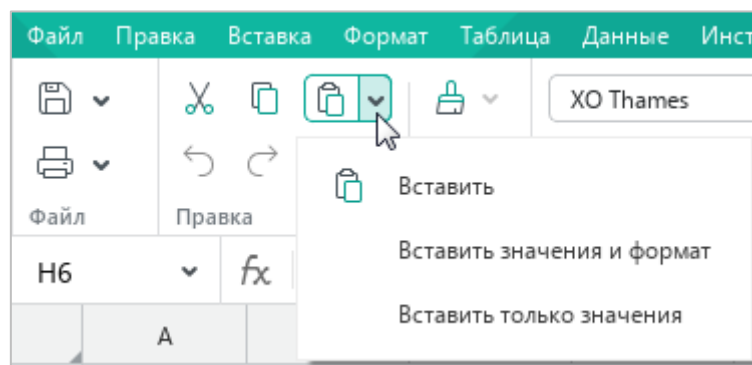 Файл Правка Вставка Формат Таблица Данные Инст
XO Thames
Вставить
Файл Правка
Вставить значения и формат
H6 fx
Вставить только значения
A